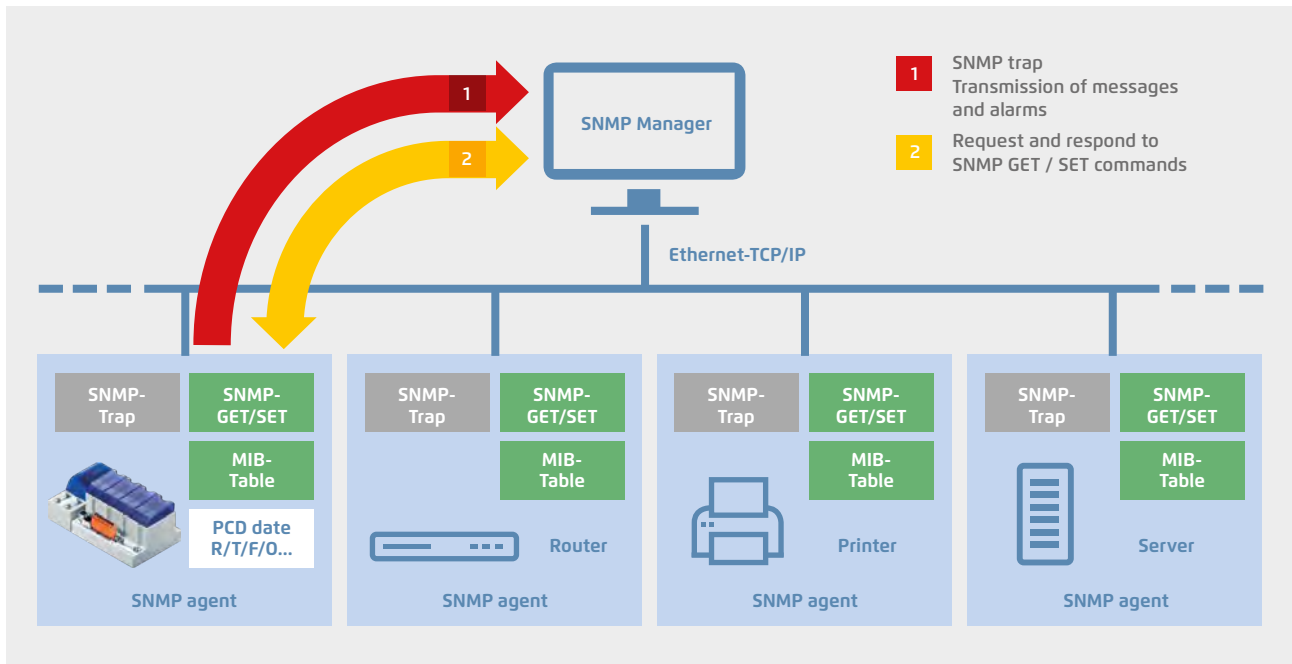 1
SNMP trap
Transmission of messages
and alarms
2
Request and respond to
SNMP GET / SET commands
1
2
SNMP Manager
Ethernet-TCP/IP
SNMP-
Trap
SNMP-
GET/SET
MIB-
Table
PCD date
R/T/F/O...
SNMP agent
SNMP-
Trap
SNMP-
GET/SET
MIB-
Table
Router
SNMP agent
SNMP-
Trap
SNMP-
GET/SET
MIB-
Table
Printer
SNMP agent
SNMP-
Trap
SNMP-
GET/SET
MIB-
Table
Server
SNMP agent